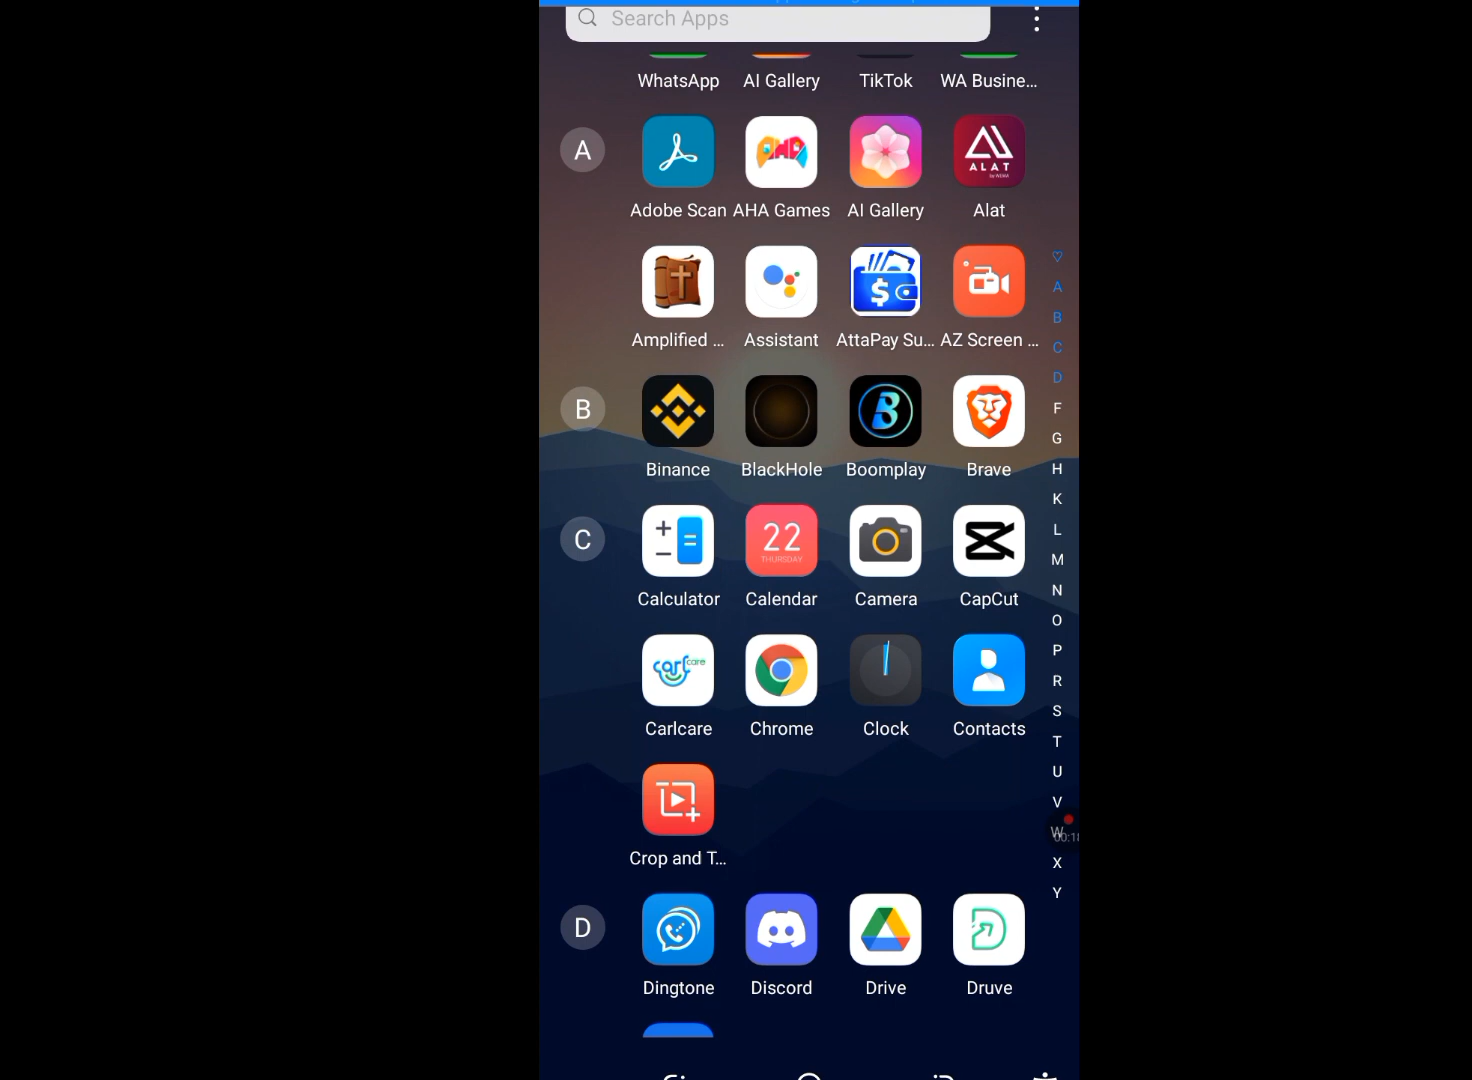 Search Apps
WhatsApp AI Gallery TikTok WA Busine...
A
ALAT
Adobe Scan AHA Games AI Gallery Alat
Amplified ... Assistant AttaPay Su... AZ Screen ...
B
Binance BlackHole Boomplay Brave
C
22
THURSDAY
Calculator Calendar Camera CapCut
carlcare
Carlcare Chrome Clock Contacts
Crop and T...
D
Dingtone Discord Drive Druve
A
B
C
D
F
G
H
K
L
M
N
O
P
R
S
T
U
V
W
X
Y